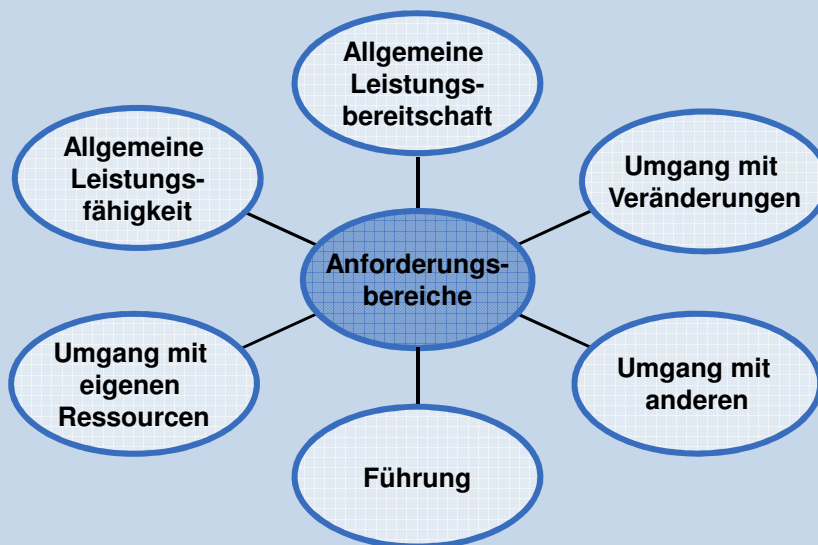 Allgemeine
Leistungs-
bereitschaft
Allgemeine
Leistungs-
fähigkeit
Umgang mit
Veränderungen
Anforderungs-
bereiche
Umgang mit
eigenen
Ressourcen
Umgang mit
anderen
Führung